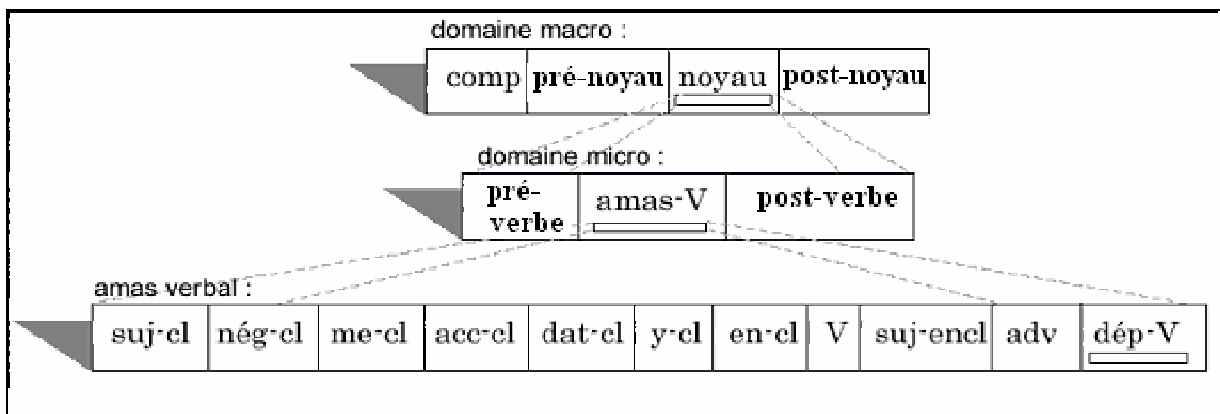 domaine macro :
comp pré-noyau noyau post-noyau
domaine micro :
pré-
verbe amas-V post-verbe
amas verbal :
suj-cl nég-cl me-cl acc-cl dat-cl y-cl en-cl V suj-encl adv dép-V